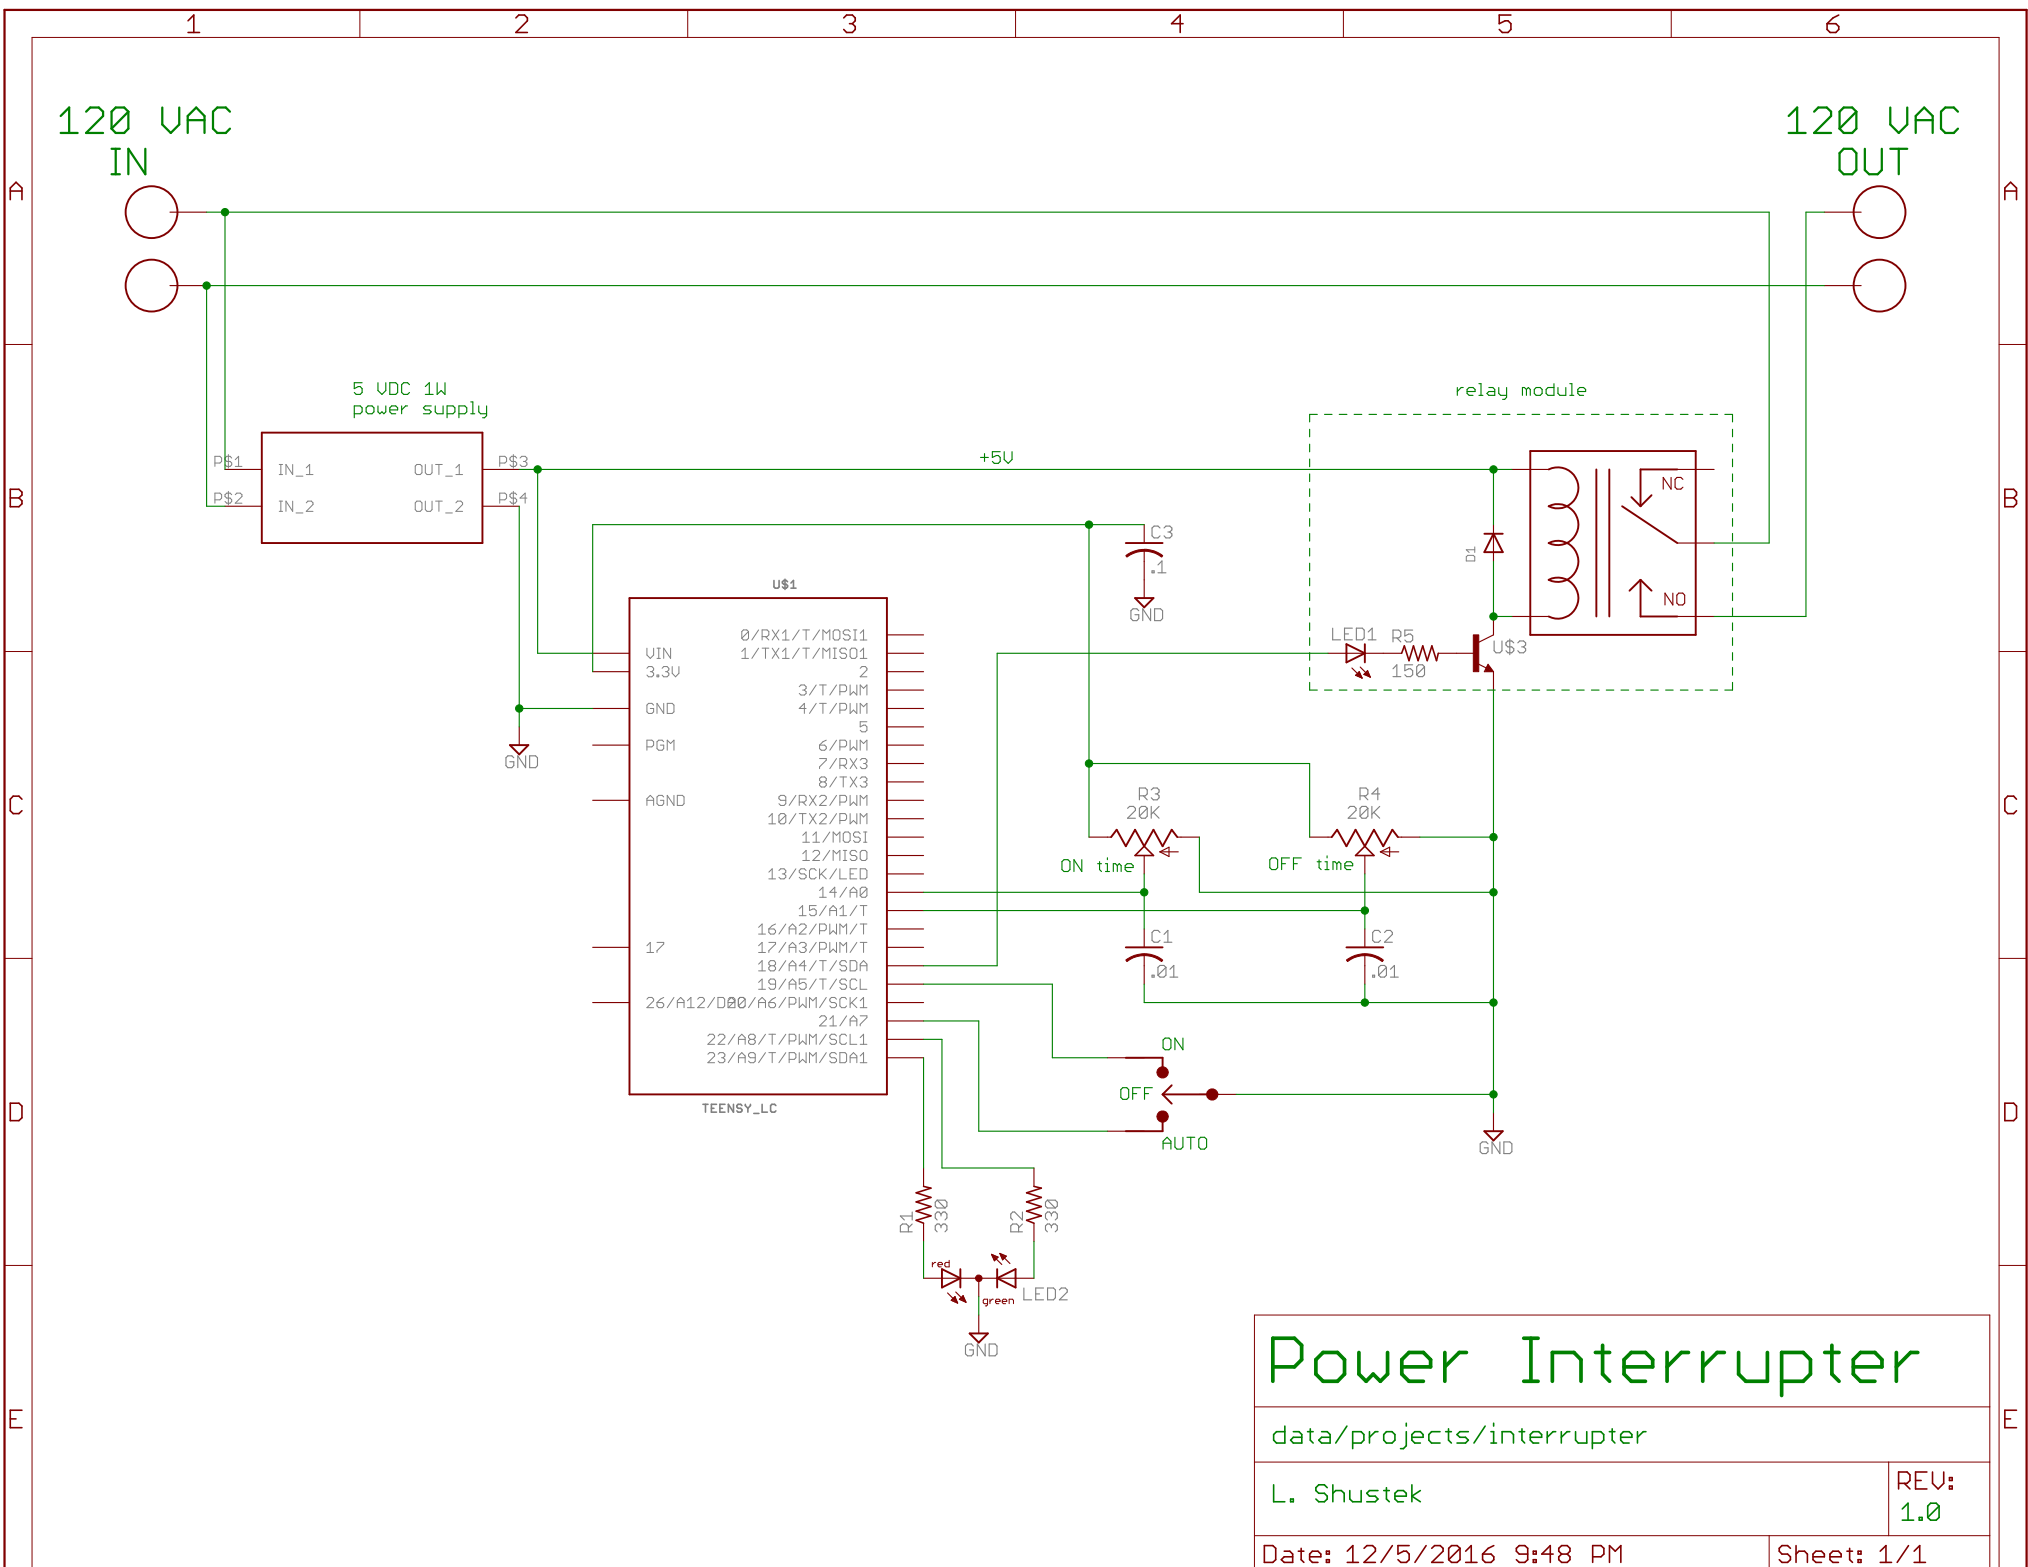 1 2 3 4 5 6
120 VAC
IN
120 VAC
OUT
A A
5 VDC 1W
power supply
relay module
P$1 IN_1 OUT_1 P$3
P$2 IN_2 OUT_2 P$4
+5V
NC
NO
B B
C3
.1
GND
D1
LED1 R5
150
U$3
U$1
VIN
3.3V
GND
PGM
AGND
17
26/A12/D2
0/RX1/T/MOSI1
1/TX1/T/MISO1
2
3/T/PWM
4/T/PWM
5
6/PWM
7/RX3
8/TX3
9/RX2/PWM
10/TX2/PWM
11/MOSI
12/MISO
13/SCK/LED
14/A0
15/A1/T
16/A2/PWM/T
17/A3/PWM/T
18/A4/T/SDA
19/A5/T/SCL
20/A6/PWM/SCK1
21/A7
22/A8/T/PWM/SCL1
23/A9/T/PWM/SDA1
TEENSY_LC
GND
C C
R3
20K
ON time
R4
20K
OFF time
C1
.01
C2
.01
ON
OFF
AUTO
GND
D D
R1
330
R2
330
red
green
LED2
GND
E E
Power Interrupter
data/projects/interrupter
L. Shustek
REV:
1.0
Date: 12/5/2016 9:48 PM
Sheet: 1/1